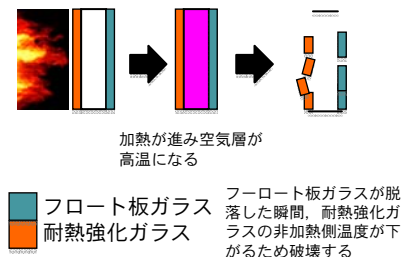 加熱が進み空気層が
高温になる
フロート板ガラス
耐熱強化ガラス
フーロート板ガラスが脱
落した瞬間，耐熱強化ガ
ラスの非加熱側温度が下
がるため破壊する